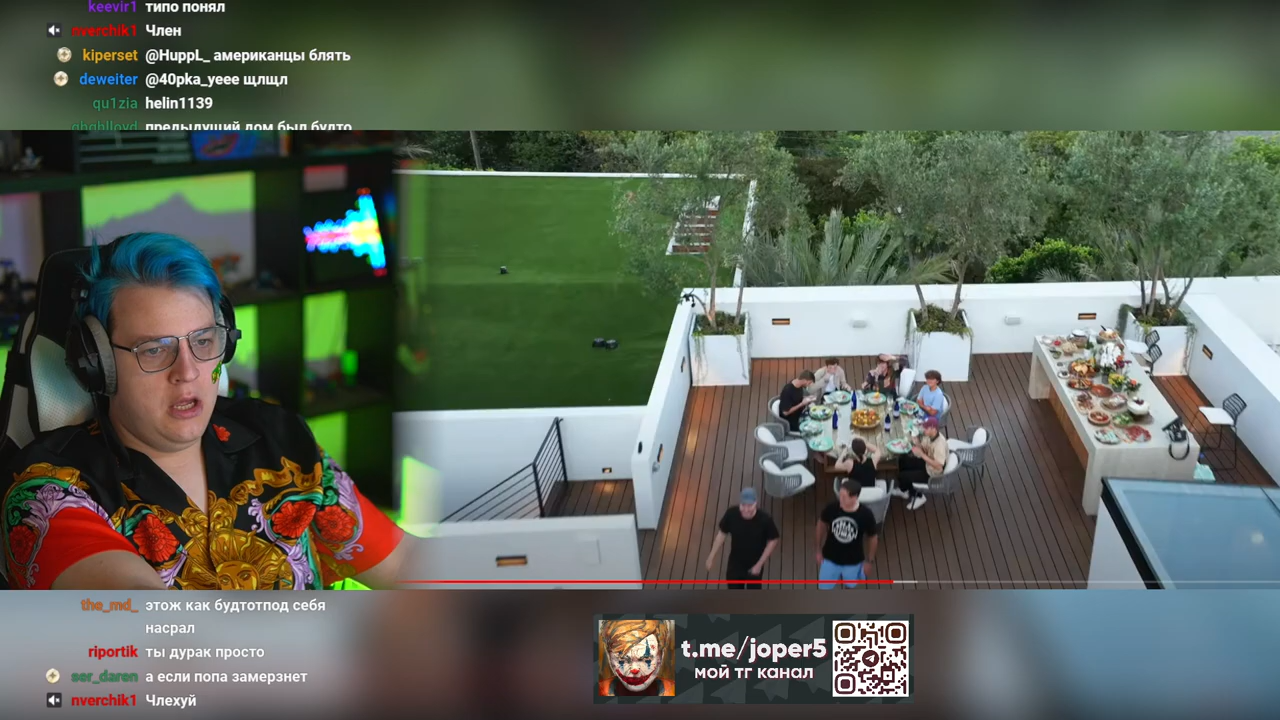 keevir1 типо понял
nverchik1 Член
kiperset @HuppL_ американцы блять
deweiter @40pka_yeee щлщл
qu1zia helin1139
ghghlloyd предыдущий дом был будто
the_md_ этож как будтотпод себя
насрал
riportik ты дурак просто
ser_daren а если попа замерзнет
nverchik1 Члехуй
t.me/joper5
мой тг канал